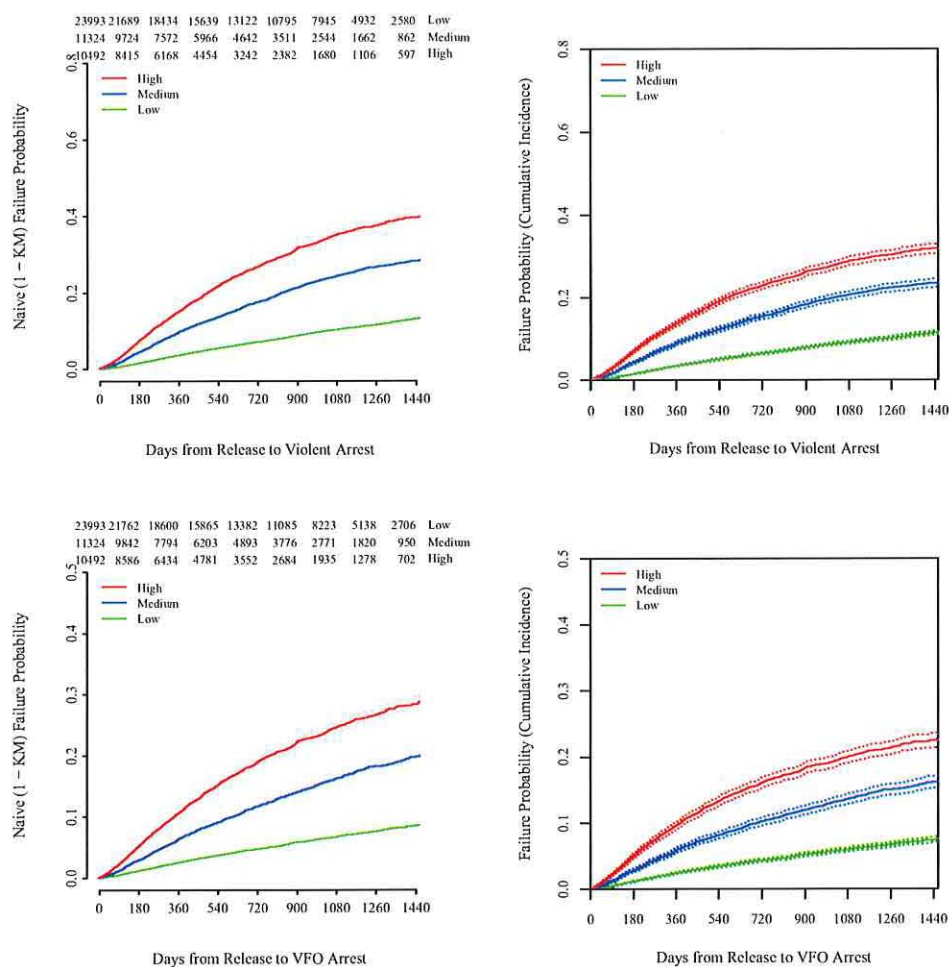 23993 21689 18434 15639 13122 10795 7945 4932 2580 Low
11324 9724 7572 5966 4642 3511 2544 1662 862 Medium
10492 8415 6168 4454 3242 2382 1680 1106 597 High
High
Medium
Low
0.8
0.6
0.4
0.2
0.0
Naive (1 − KM) Failure Probability
0 180 360 540 720 900 1080 1260 1440
Days from Release to Violent Arrest
High
Medium
Low
0.8
0.6
0.4
0.2
0.0
Failure Probability (Cumulative Incidence)
0 180 360 540 720 900 1080 1260 1440
Days from Release to Violent Arrest
23993 21762 18600 15865 13382 11085 8223 5138 2706 Low
11324 9842 7794 6203 4893 3776 2771 1820 950 Medium
10492 8586 6434 4781 3552 2684 1935 1278 702 High
High
Medium
Low
0.5
0.4
0.3
0.2
0.1
0.0
Naive (1 − KM) Failure Probability
0 180 360 540 720 900 1080 1260 1440
Days from Release to VFO Arrest
High
Medium
Low
0.5
0.4
0.3
0.2
0.1
0.0
Failure Probability (Cumulative Incidence)
0 180 360 540 720 900 1080 1260 1440
Days from Release to VFO Arrest